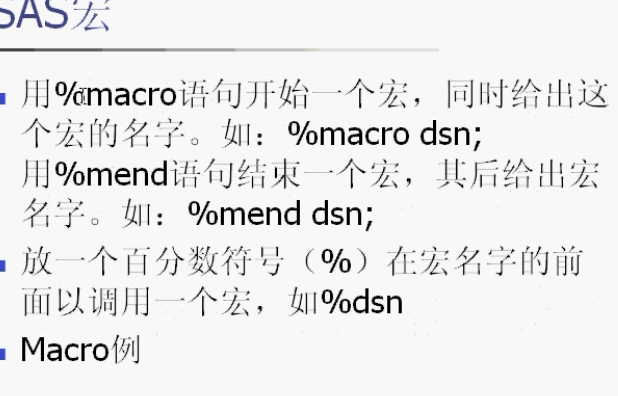 SAS宏
用%macro语句开始一个宏，同时给出这
个宏的名字。如：%macro dsn;
用%mend语句结束一个宏，其后给出宏
名字。如：%mend dsn;
放一个百分数符号（%）在宏名字的前
面以调用一个宏，如%dsn
Macro例